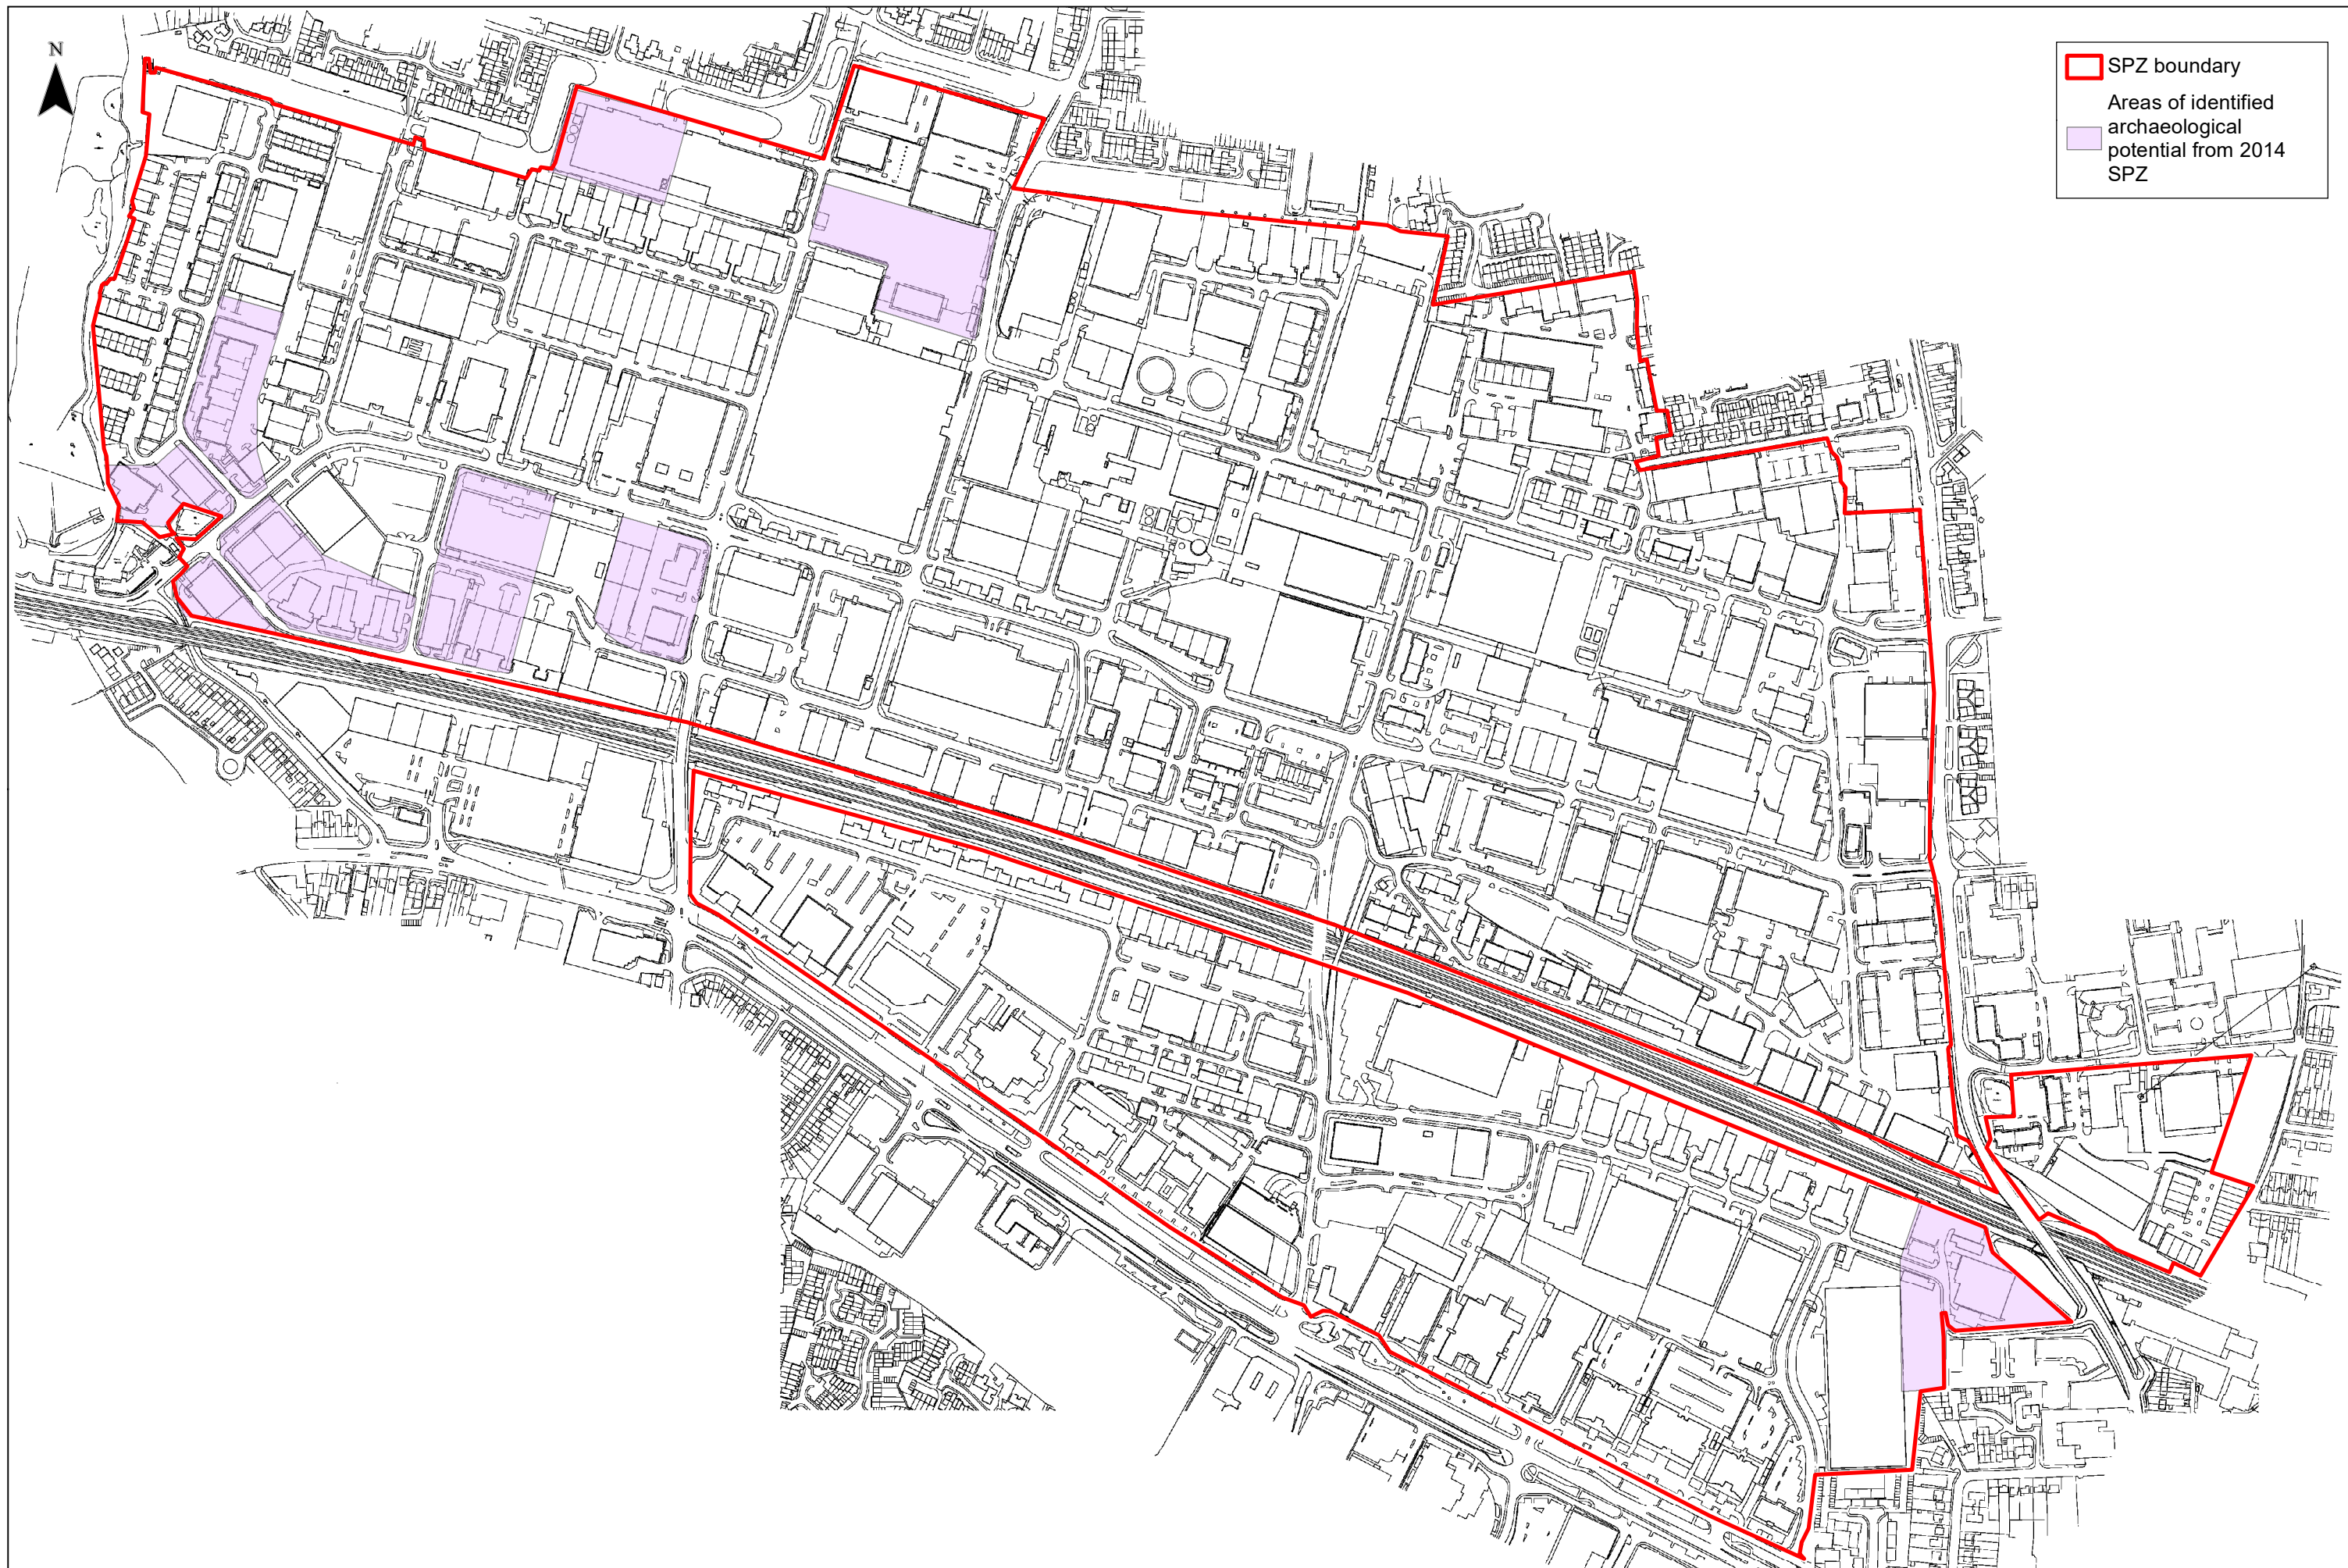 N
SPZ boundary
Areas of identified
archaeological
potential from 2014
SPZ